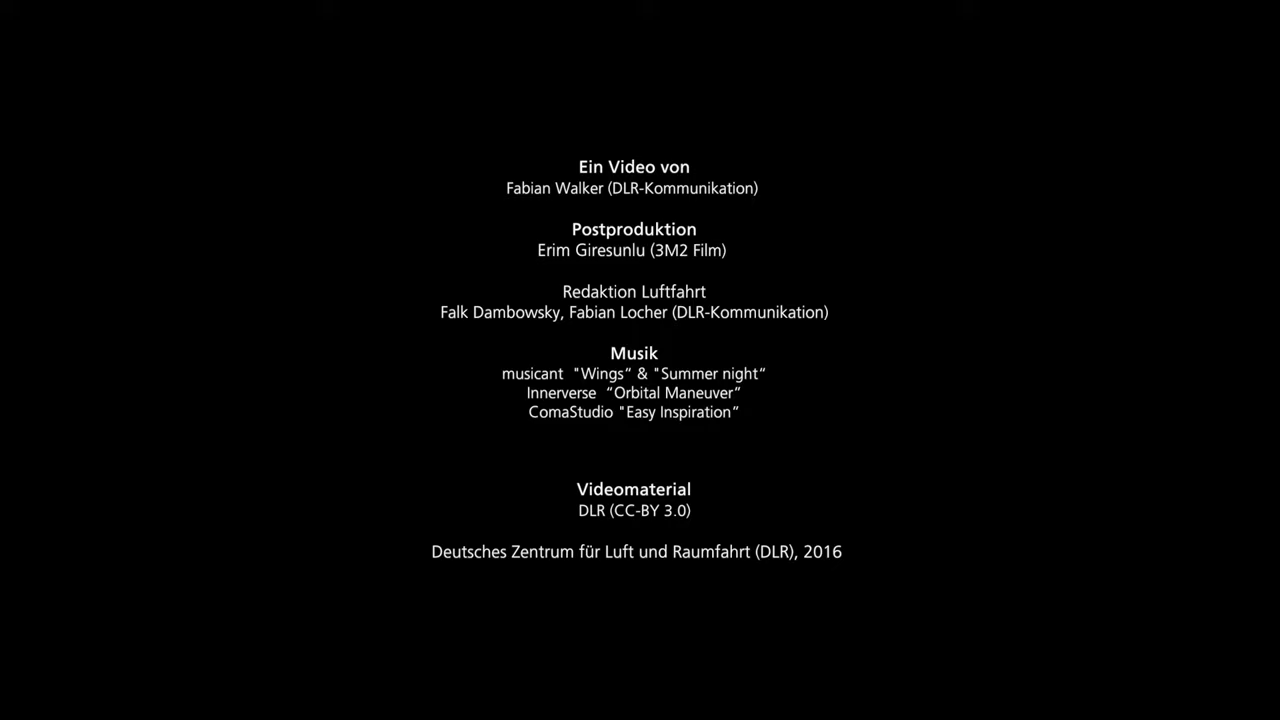 Ein Video von
Fabian Walker (DLR-Kommunikation)
Postproduktion
Erim Giresunlu (3M2 Film)
Redaktion Luftfahrt
Falk Dambowsky, Fabian Locher (DLR-Kommunikation)
Musik
musicant  "Wings“ & "Summer night“
Innerverse  “Orbital Maneuver”
ComaStudio "Easy Inspiration”
Videomaterial
DLR (CC-BY 3.0)
Deutsches Zentrum für Luft und Raumfahrt (DLR), 2016